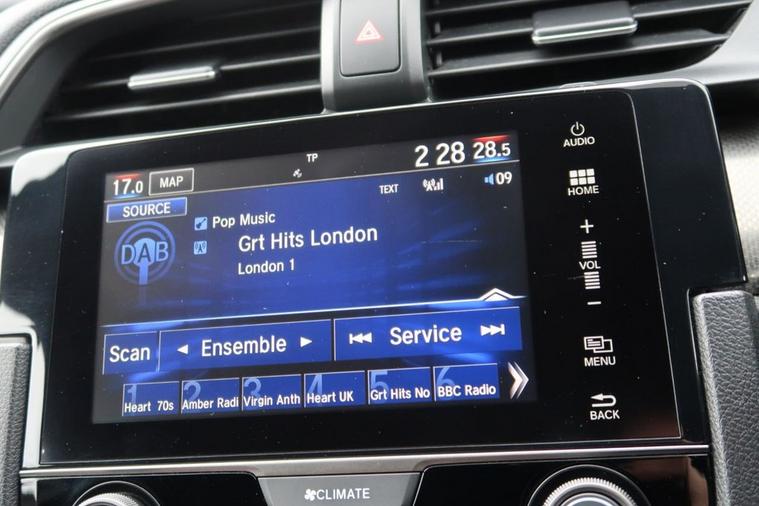 TP
17.0 MAP 2 28 28.5
TEXT 09
SOURCE
Pop Music
DAB
Grt Hits London
London 1
Scan Ensemble Service
1 2 3 4 5 6
Heart 70s Amber Radi Virgin Anth Heart UK Grt Hits No BBC Radio
AUDIO
HOME
+
VOL
−
MENU
BACK
CLIMATE